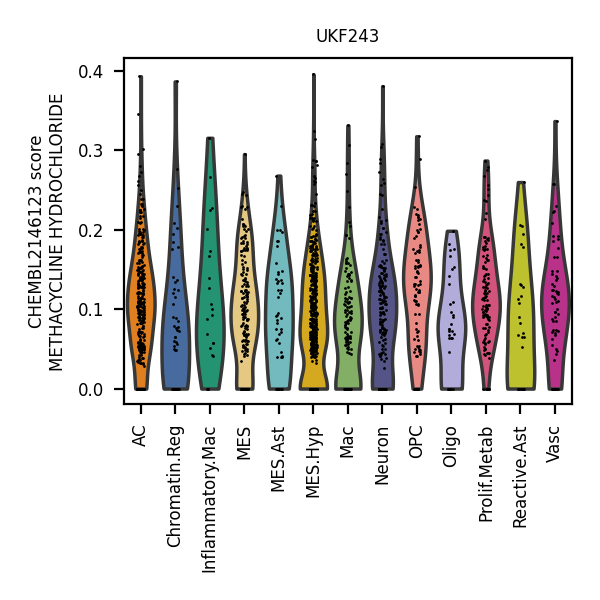 UKF243
CHEMBL2146123 score
METHACYCLINE HYDROCHLORIDE
0.4
0.3
0.2
0.1
0.0
AC
Chromatin.Reg
Inflammatory.Mac
MES
MES.Ast
MES.Hyp
Mac
Neuron
OPC
Oligo
Prolif.Metab
Reactive.Ast
Vasc